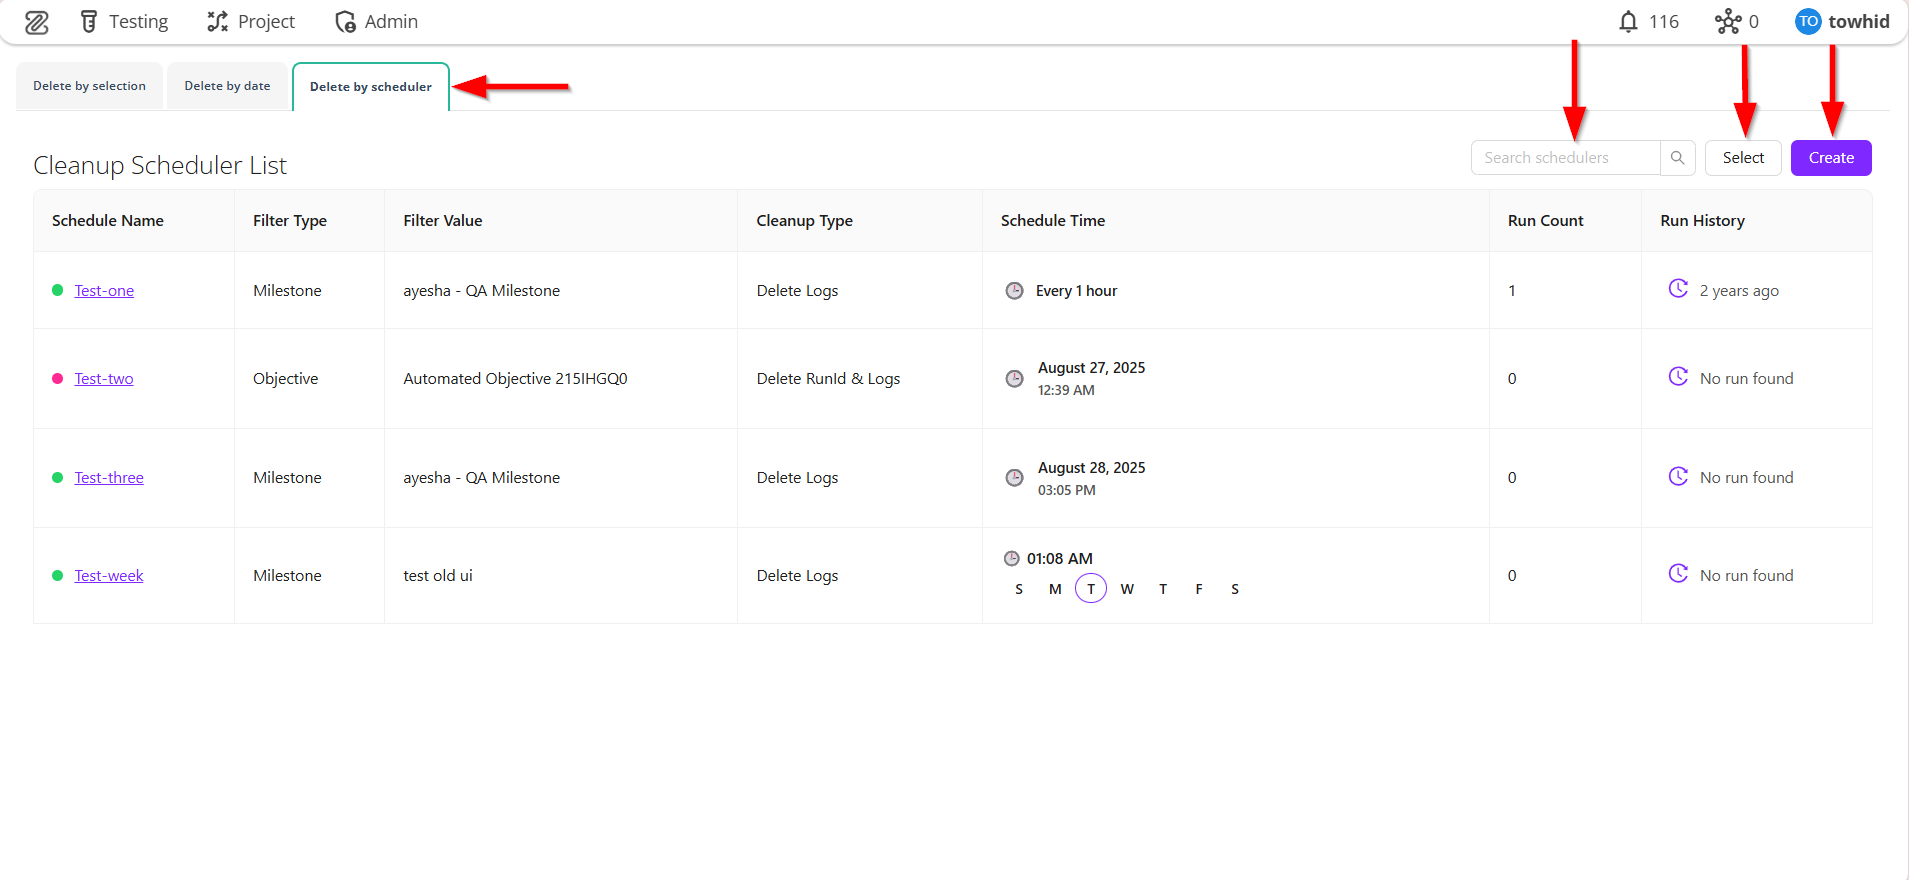 Testing Project Admin 116 0 TO towhid
Delete by selection Delete by date Delete by scheduler
Cleanup Scheduler List Search schedulers Select Create
Schedule Name Filter Type Filter Value Cleanup Type Schedule Time Run Count Run History
Test-one Milestone ayesha - QA Milestone Delete Logs Every 1 hour 1 2 years ago
Test-two Objective Automated Objective 215IHGQ0 Delete RunId & Logs August 27, 2025 0 No run found
12:39 AM
Test-three Milestone ayesha - QA Milestone Delete Logs August 28, 2025 0 No run found
03:05 PM
Test-week Milestone test old ui Delete Logs 01:08 AM 0 No run found
S M T W T F S